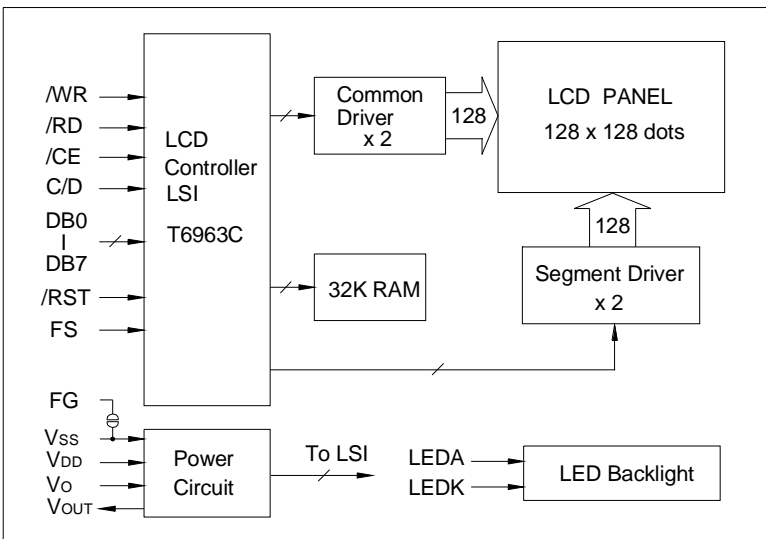 /WR
/RD
/CE
C/D
DB0
DB7
/RST
FS
LCD
Controller
LSI
T6963C
Common
Driver
x 2
128
LCD PANEL
128 x 128 dots
128
32K RAM
Segment Driver
x 2
FG
VSS
VDD
VO
VOUT
Power
Circuit
To LSI
LEDA
LEDK
LED Backlight